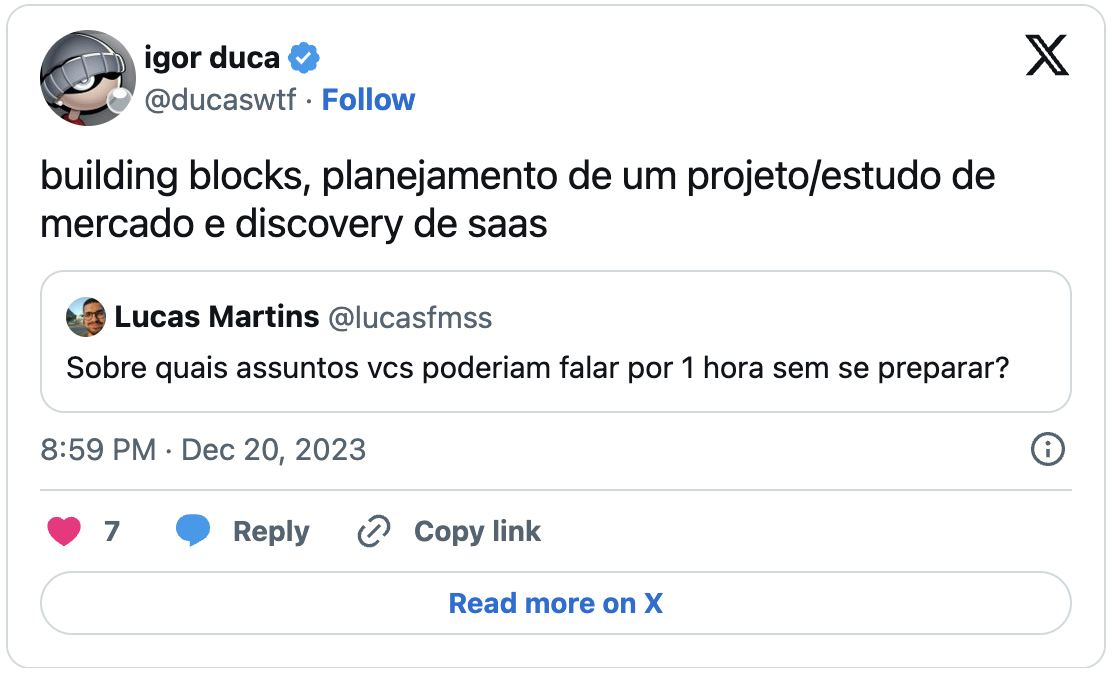 igor duca
@ducaswtf · Follow
building blocks, planejamento de um projeto/estudo de
mercado e discovery de saas
Lucas Martins @lucasfmss
Sobre quais assuntos vcs poderiam falar por 1 hora sem se preparar?
8:59 PM · Dec 20, 2023
7 Reply Copy link
Read more on X